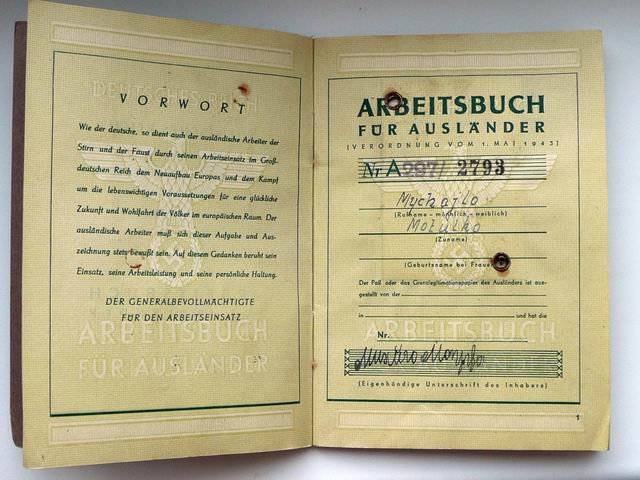 VORWORT
Wie der deutsche, so dient auch der ausländische Arbeiter der
Stirn und der Faust durch seinen Arbeitseinsatz im Groß-
deutschen Reich dem Neuaufbau Europas und dem Kampf
um die lebenswichtigen Voraussetzungen für eine glückliche
Zukunft und Wohlfahrt der Völker im europäischen Raum. Der
ausländische Arbeiter muß sich dieser Aufgabe und Aus-
zeichnung stets bewußt sein. Auf diesem Gedanken beruht sein
Einsatz, seine Arbeitsleistung und seine persönliche Haltung.
DER GENERALBEVOLLMÄCHTIGTE
FÜR DEN ARBEITSEINSATZ
ARBEITSBUCH
FÜR AUSLÄNDER
ARBEITSBUCH
FÜR AUSLÄNDER
(VERORDNUNG VOM 1. MAI 1943)
Nr A 297/ 2793
Mychajlo
(Rufname - männlich - weiblich)
Motulko
(Zuname)
(Geburtsname bei Frauen)
Der Paß oder das Grenzlegitimationspapier des Ausländers ist aus-
gestellt von der
in und hat die
ARBEITSBUCH
Nr.
(Eigenhändige Unterschrift des Inhabers)
1